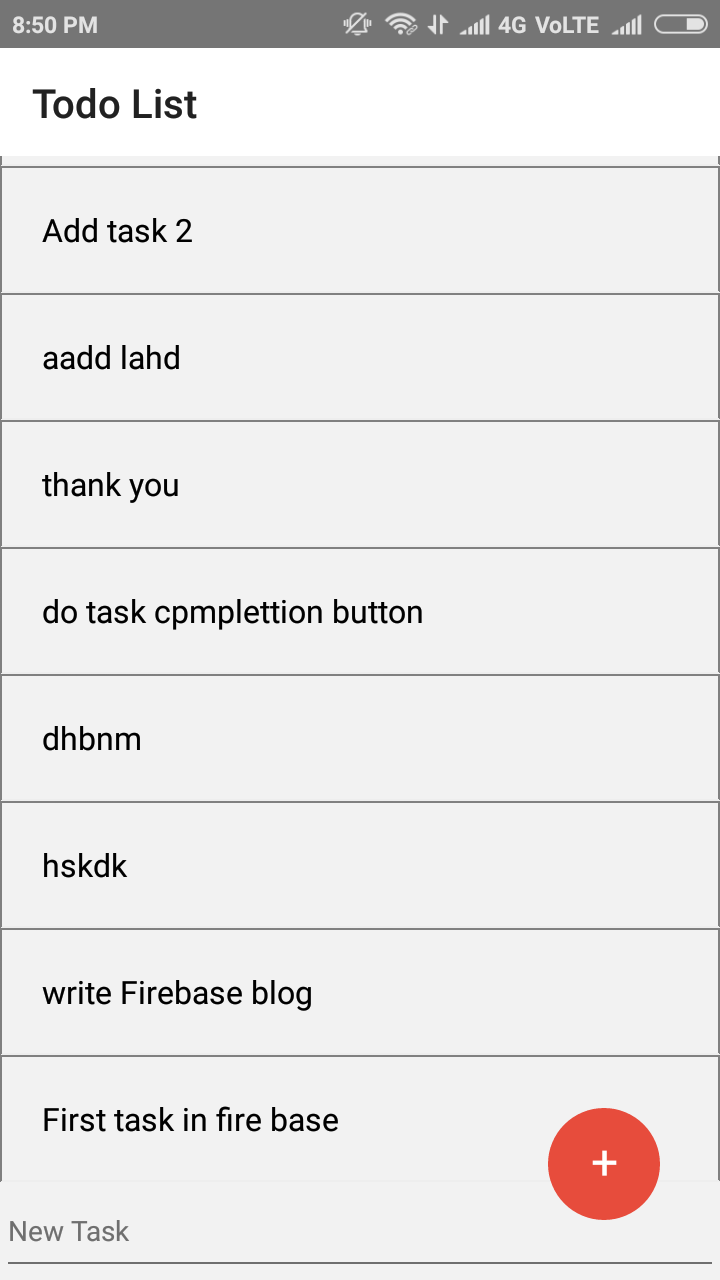 8:50 PM 4G VoLTE
Todo List
Add task 2
aadd lahd
thank you
do task cpmplettion button
dhbnm
hskdk
write Firebase blog
First task in fire base
+
New Task